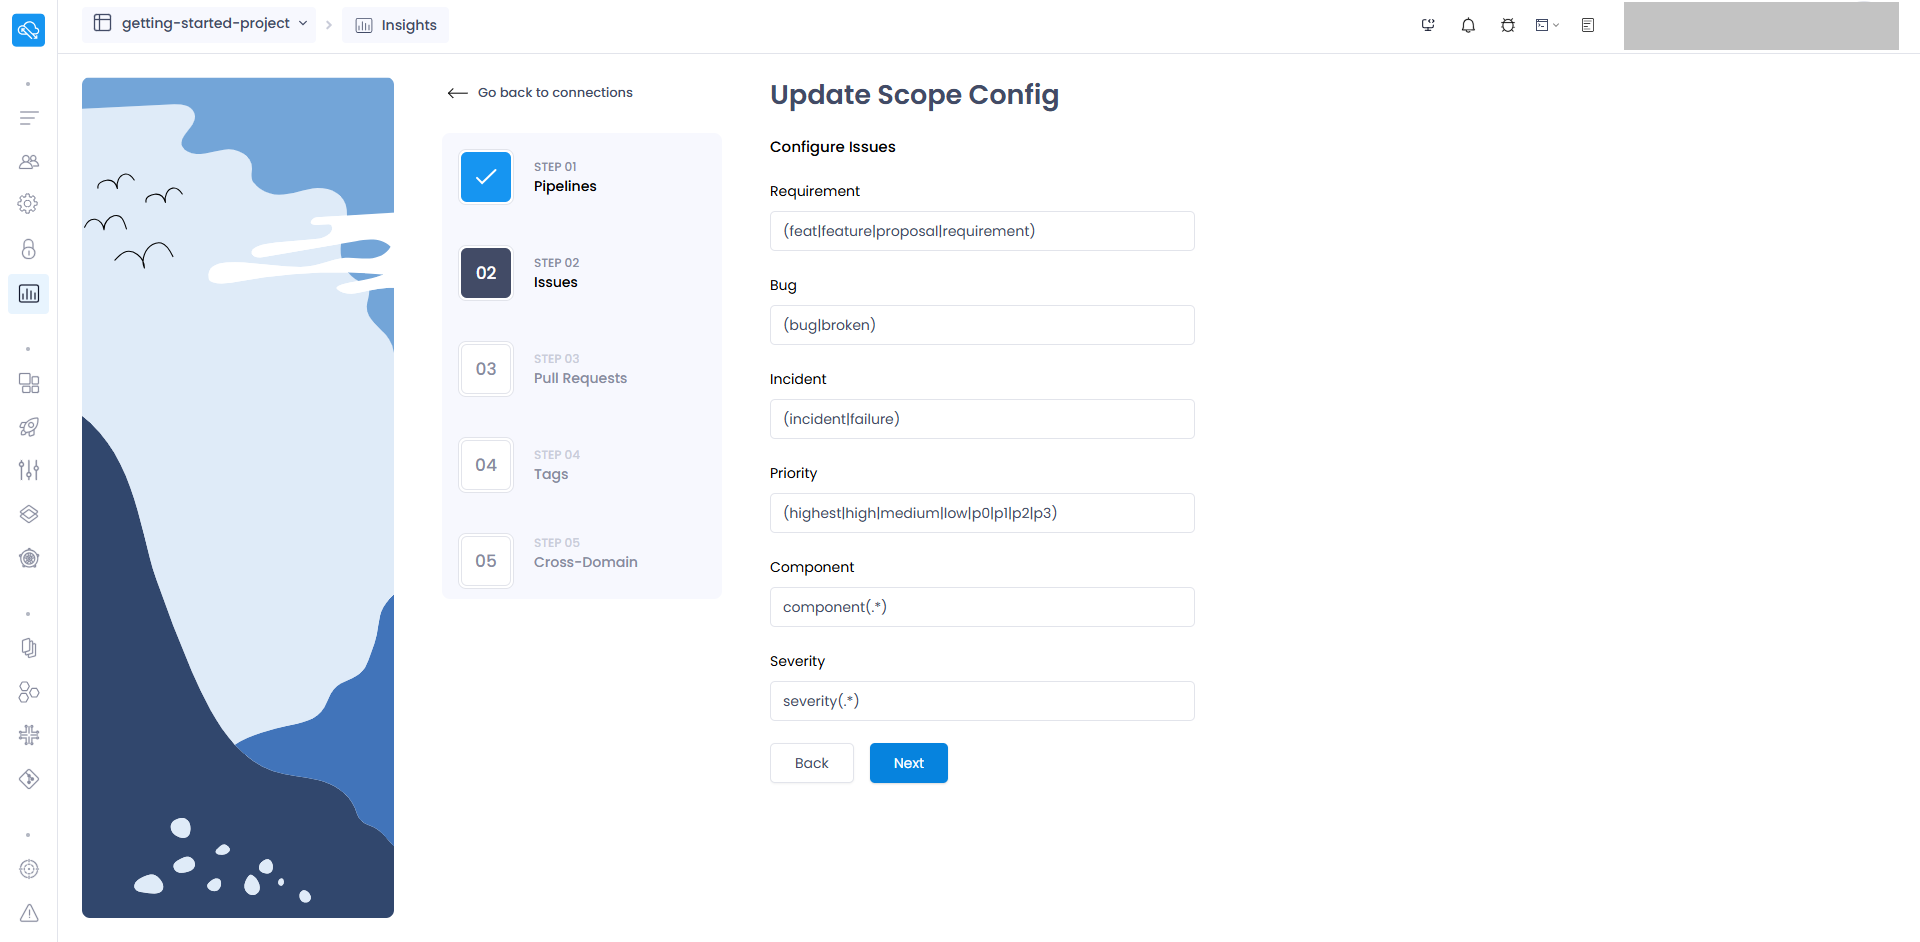 getting-started-project
Insights
Go back to connections
STEP 01
Pipelines
02
STEP 02
Issues
03
STEP 03
Pull Requests
04
STEP 04
Tags
05
STEP 05
Cross-Domain
Update Scope Config
Configure Issues
Requirement
(feat|feature|proposal|requirement)
Bug
(bug|broken)
Incident
(incident|failure)
Priority
(highest|high|medium|low|p0|p1|p2|p3)
Component
component(.*)
Severity
severity(.*)
Back
Next